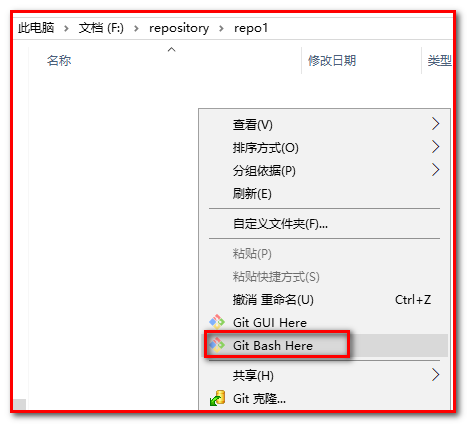 此电脑 > 文档 (F:) > repository > repo1
名称 修改日期 类型
查看(V)
排序方式(O)
分组依据(P)
刷新(E)
自定义文件夹(F)...
粘贴(P)
粘贴快捷方式(S)
撤消 重命名(U) Ctrl+Z
Git GUI Here
Git Bash Here
共享(H)
Git 克隆...